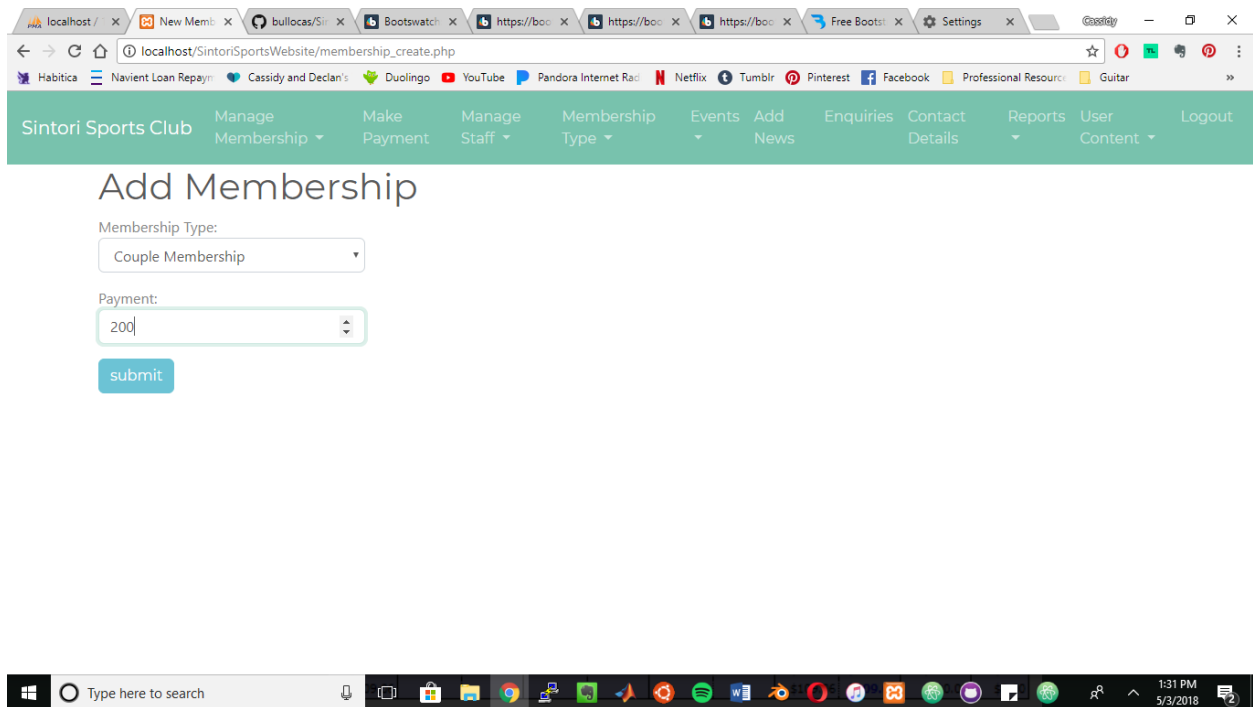 localhost / New Memb bullocas/Sin Bootswatch https://boo https://boo https://boo Free Bootst Settings Cassidy
localhost/SintoriSportsWebsite/membership_create.php
Habitica Navient Loan Repaym Cassidy and Declan's Duolingo YouTube Pandora Internet Rad Netflix Tumblr Pinterest Facebook Professional Resource Guitar »
Sintori Sports Club Manage Membership Make Payment Manage Staff Membership Type Events Add News Enquiries Contact Details Reports User Content Logout
Add Membership
Membership Type:
Couple Membership
Payment:
200
submit
Type here to search
1:31 PM
5/3/2018
2